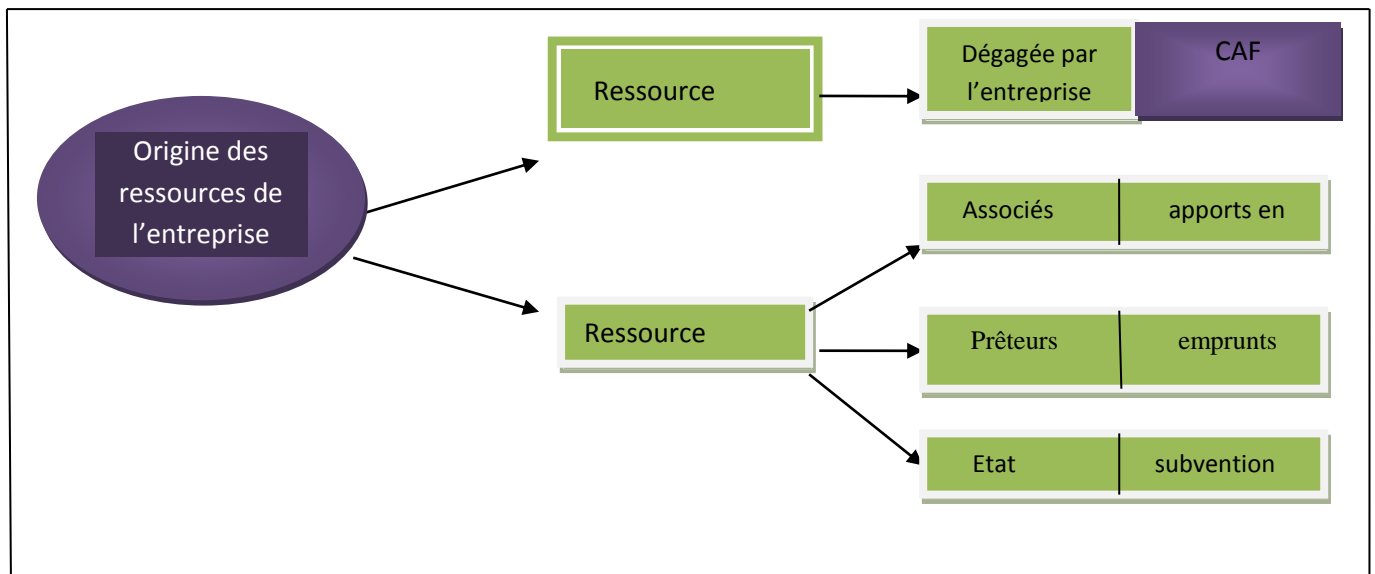 Origine des
ressources de
l’entreprise
Ressource
Dégagée par
l’entreprise
CAF
Ressource
Associés
apports en
Prêteurs
emprunts
Etat
subvention